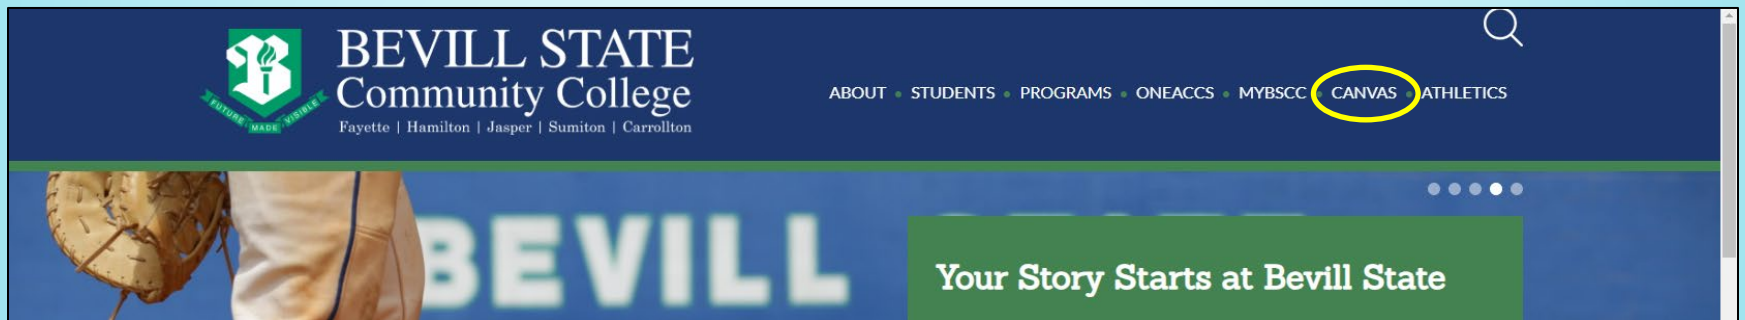 BEVILL STATE
Community College
Fayette | Hamilton | Jasper | Sumiton | Carrollton
FUTURE MADE VISIBLE
ABOUT • STUDENTS • PROGRAMS • ONEACCS • MYBSCC • CANVAS • ATHLETICS
BEVILL
Your Story Starts at Bevill State